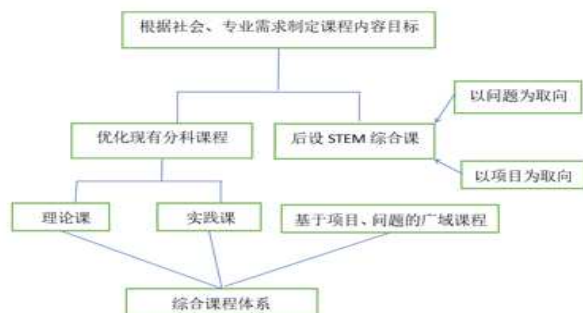 根据社会、专业需求制定课程内容目标
以问题为取向
优化现有分科课程
后设 STEM 综合课
以项目为取向
理论课
实践课
基于项目、问题的广域课程
综合课程体系